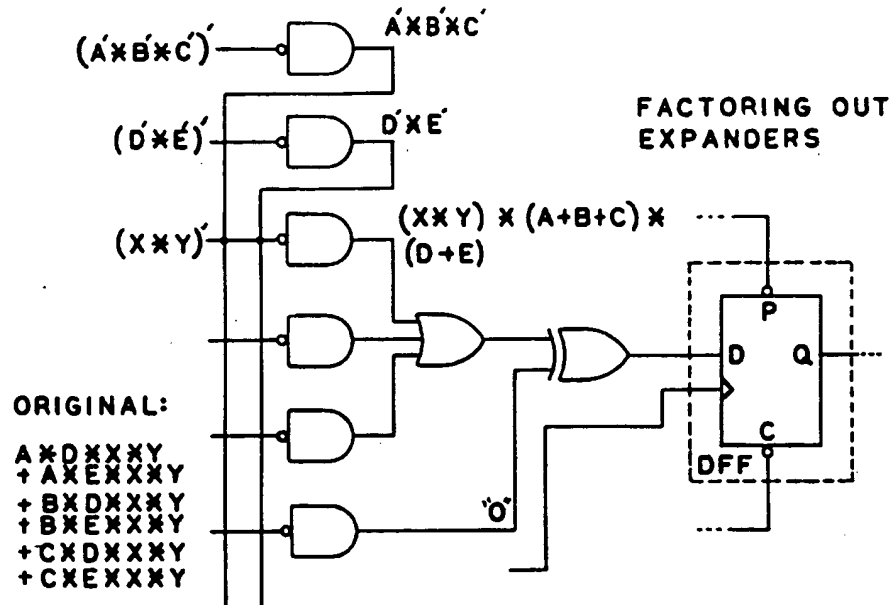 (A'*B'*C')'
A'*B'*C'
(D'*E')'
D'*E'
FACTORING OUT
EXPANDERS
(X*Y)'
(X*Y) * (A+B+C) *
(D+E)
P
D
Q
C
DFF
"0"
ORIGINAL:
A*D*X*Y
+A*E*X*Y
+B*D*X*Y
+B*E*X*Y
+C*D*X*Y
+C*E*X*Y